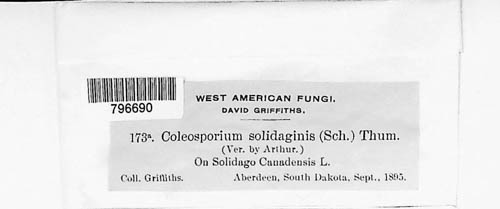 796690
WEST AMERICAN FUNGI.
DAVID GRIFFITHS.
173a. Coleosporium solidaginis (Sch.) Thum.
(Ver. by Arthur.)
On Solidago Canadensis L.
Coll. Griffiths. Aberdeen, South Dakota, Sept., 1895.